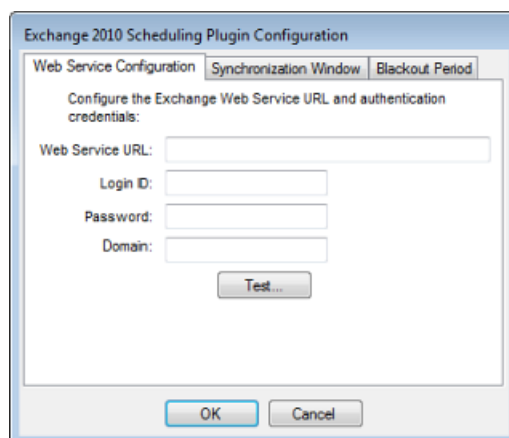 Exchange 2010 Scheduling Plugin Configuration
Web Service Configuration Synchronization Window Blackout Period
Configure the Exchange Web Service URL and authentication
credentials:
Web Service URL:
Login ID:
Password:
Domain:
Test...
OK Cancel